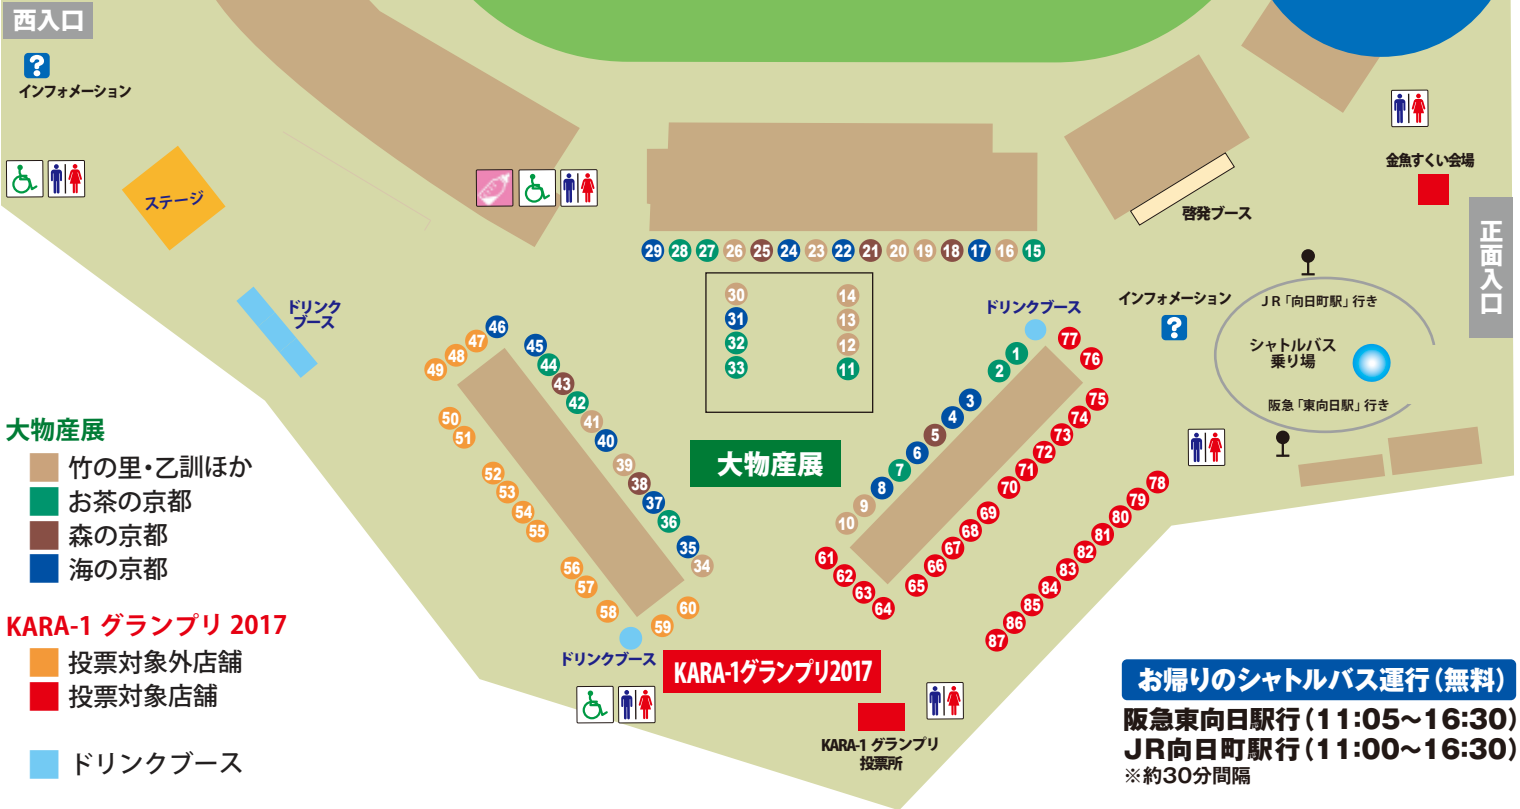 西入口
?
インフォメーション
ステージ
金魚すくい会場
啓発ブース
正面入口
29 28 27 26 25 24 23 22 21 20 19 18 17 16 15
30 14
31 13
32 12
33 11
ドリンク
ブース
ドリンクブース
インフォメーション
?
JR「向日町駅」行き
シャトルバス
乗り場
阪急「東向日駅」行き
46 45 44 43 42 41 40 39 38 37 36 35 34
47 48 49 50 51 52 53 54 55 56 57 58 59 60
1 2 3 4 5 6 7 8 9 10
77 76 75 74 73 72 71 70 69 68 67 66 65 64 63 62 61
78 79 80 81 82 83 84 85 86 87
大物産展
大物産展
竹の里・乙訓ほか
お茶の京都
森の京都
海の京都
KARA-1 グランプリ 2017
投票対象外店舗
投票対象店舗
ドリンクブース
ドリンクブース
KARA-1グランプリ2017
KARA-1 グランプリ
投票所
お帰りのシャトルバス運行(無料)
阪急東向日駅行(11:05〜16:30)
JR向日町駅行(11:00〜16:30)
※約30分間隔